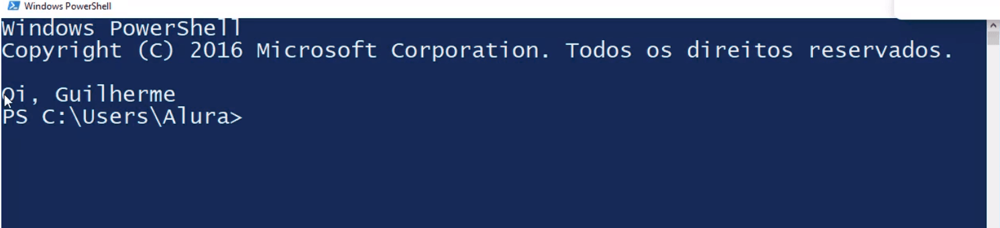 Windows PowerShell
Windows PowerShell
Copyright (C) 2016 Microsoft Corporation. Todos os direitos reservados.
Oi, Guilherme
PS C:\Users\Alura>